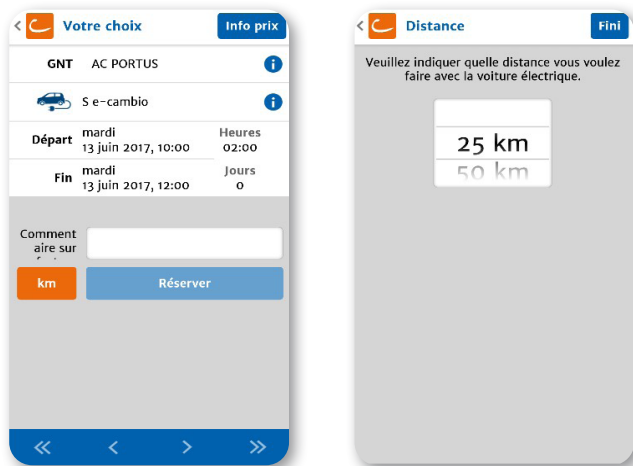 Votre choix
Info prix
GNT AC PORTUS
S e-cambio
Départ mardi
13 juin 2017, 10:00
Heures
02:00
Fin mardi
13 juin 2017, 12:00
Jours
0
Comment
aire sur
km
Réserver
Distance
Fini
Veuillez indiquer quelle distance vous voulez
faire avec la voiture électrique.
25 km
50 km